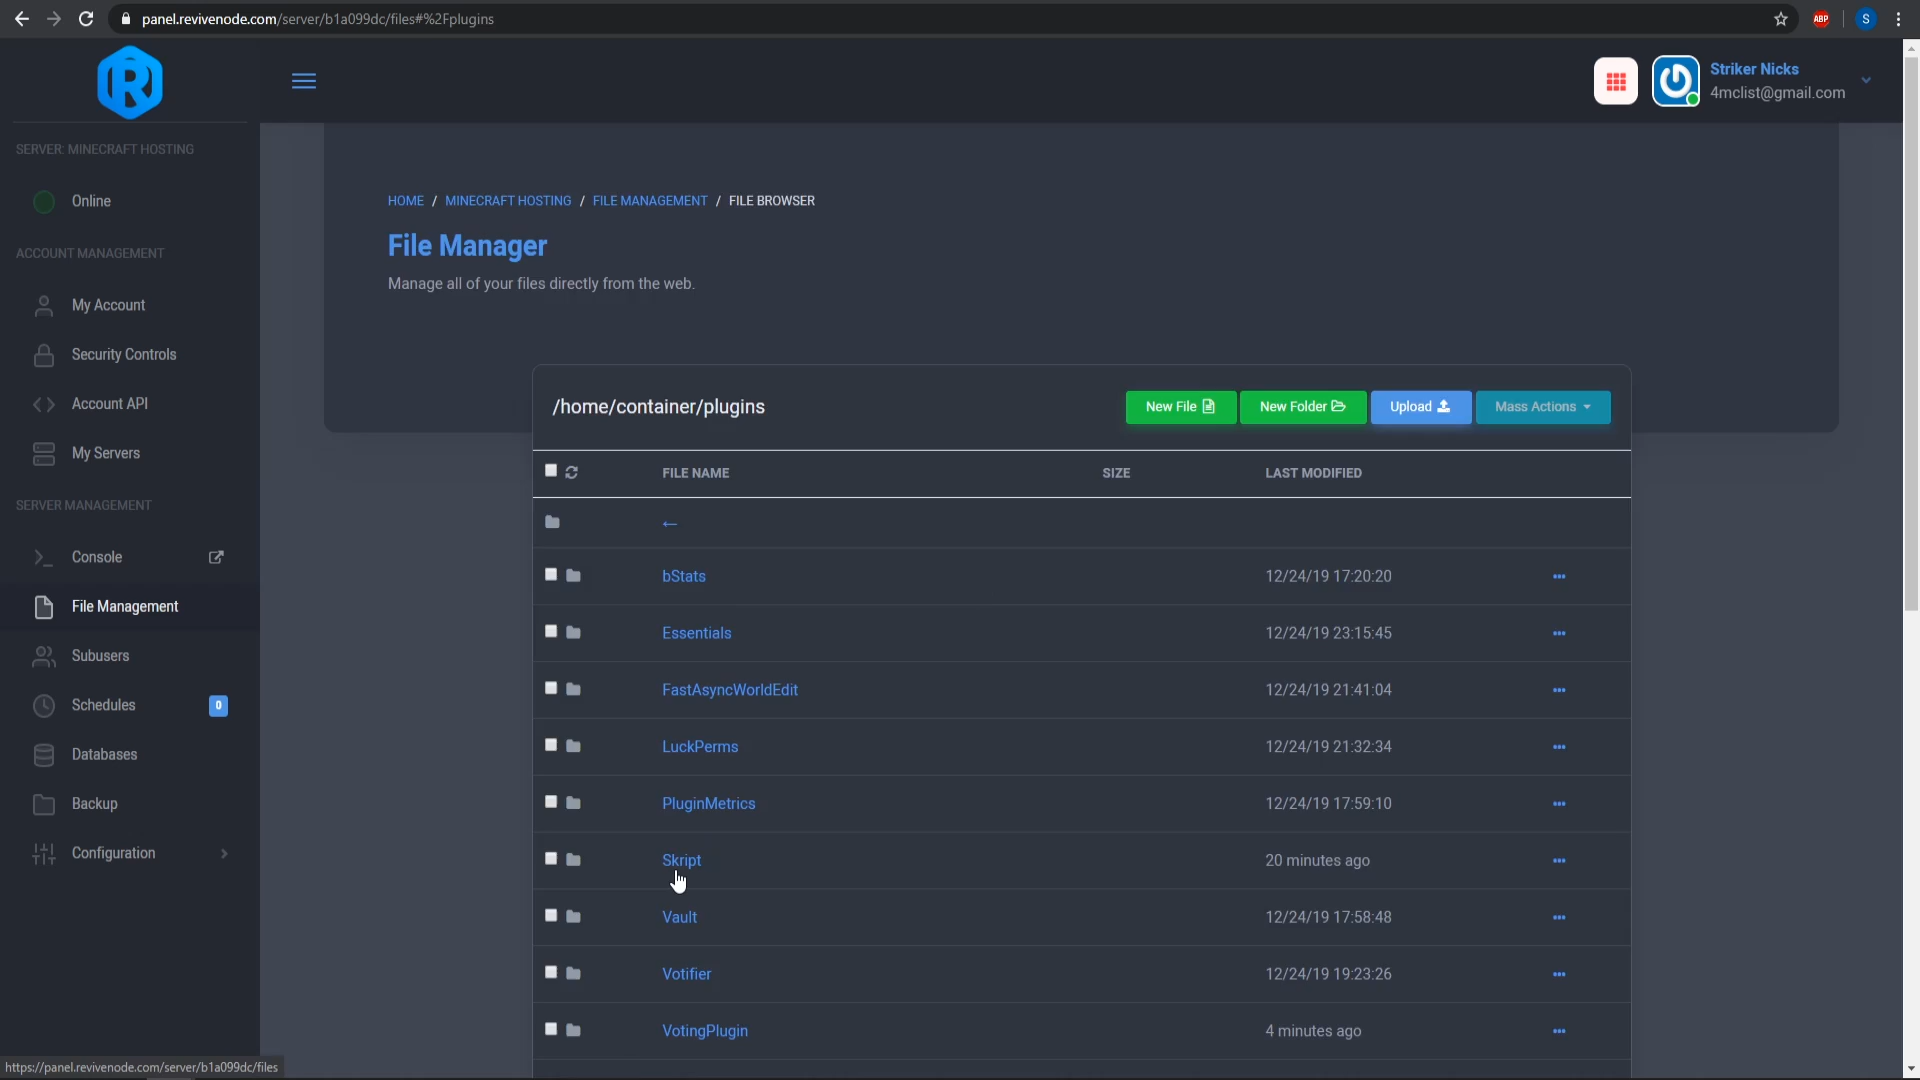 panel.revivenode.com/server/b1a099dc/files#%2Fplugins
ABP
S
R
Striker Nicks
4mclist@gmail.com
SERVER: MINECRAFT HOSTING
Online
ACCOUNT MANAGEMENT
My Account
Security Controls
Account API
My Servers
SERVER MANAGEMENT
Console
File Management
Subusers
Schedules 0
Databases
Backup
Configuration
HOME / MINECRAFT HOSTING / FILE MANAGEMENT / FILE BROWSER
File Manager
Manage all of your files directly from the web.
/home/container/plugins
New File
New Folder
Upload
Mass Actions
FILE NAME SIZE LAST MODIFIED
←
bStats 12/24/19 17:20:20
Essentials 12/24/19 23:15:45
FastAsyncWorldEdit 12/24/19 21:41:04
LuckPerms 12/24/19 21:32:34
PluginMetrics 12/24/19 17:59:10
Skript 20 minutes ago
Vault 12/24/19 17:58:48
Votifier 12/24/19 19:23:26
VotingPlugin 4 minutes ago
https://panel.revivenode.com/server/b1a099dc/files